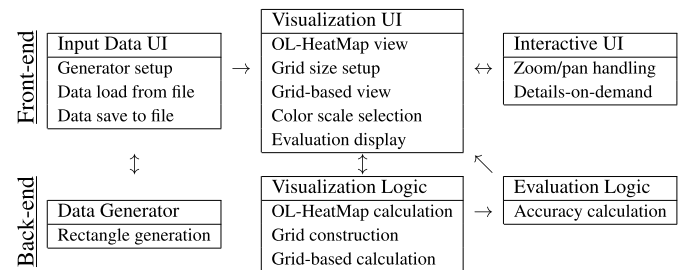 Front-end
Input Data UI
Generator setup
Data load from file
Data save to file
→
Visualization UI
OL-HeatMap view
Grid size setup
Grid-based view
Color scale selection
Evaluation display
↔
Interactive UI
Zoom/pan handling
Details-on-demand
↕
↕
↖
Back-end
Data Generator
Rectangle generation
Visualization Logic
OL-HeatMap calculation
Grid construction
Grid-based calculation
→
Evaluation Logic
Accuracy calculation